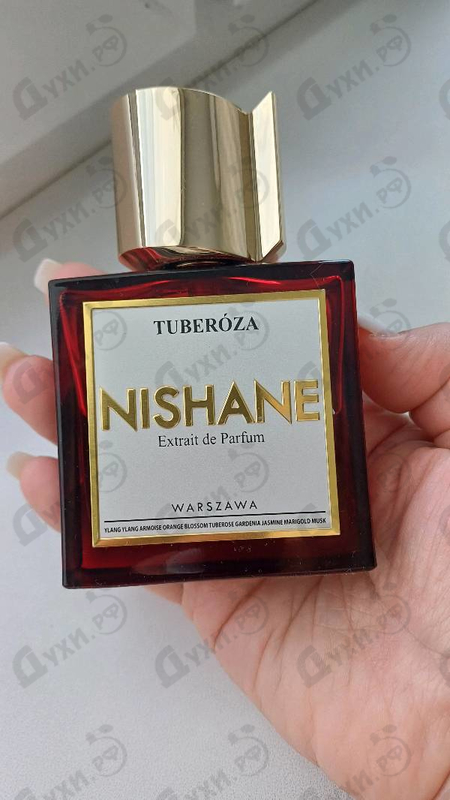 TUBERÓZA
NISHANE
Extrait de Parfum
WARSZAWA
YLANG YLANG ARMOISE ORANGE BLOSSOM TUBEROSE GARDENIA JASMINE MARIGOLD MUSK
Духи.РФ